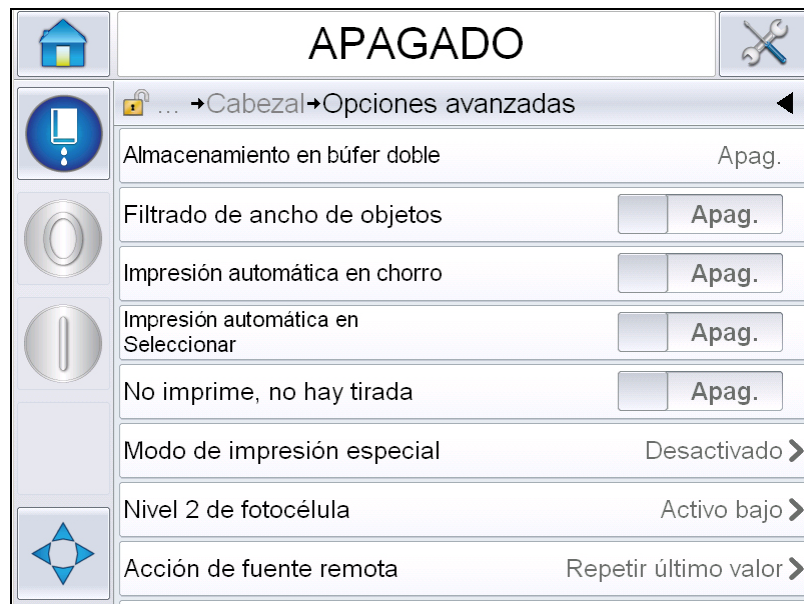 APAGADO
... →Cabezal→Opciones avanzadas
Almacenamiento en búfer doble Apag.
Filtrado de ancho de objetos Apag.
Impresión automática en chorro Apag.
Impresión automática en
Seleccionar Apag.
No imprime, no hay tirada Apag.
Modo de impresión especial Desactivado
Nivel 2 de fotocélula Activo bajo
Acción de fuente remota Repetir último valor